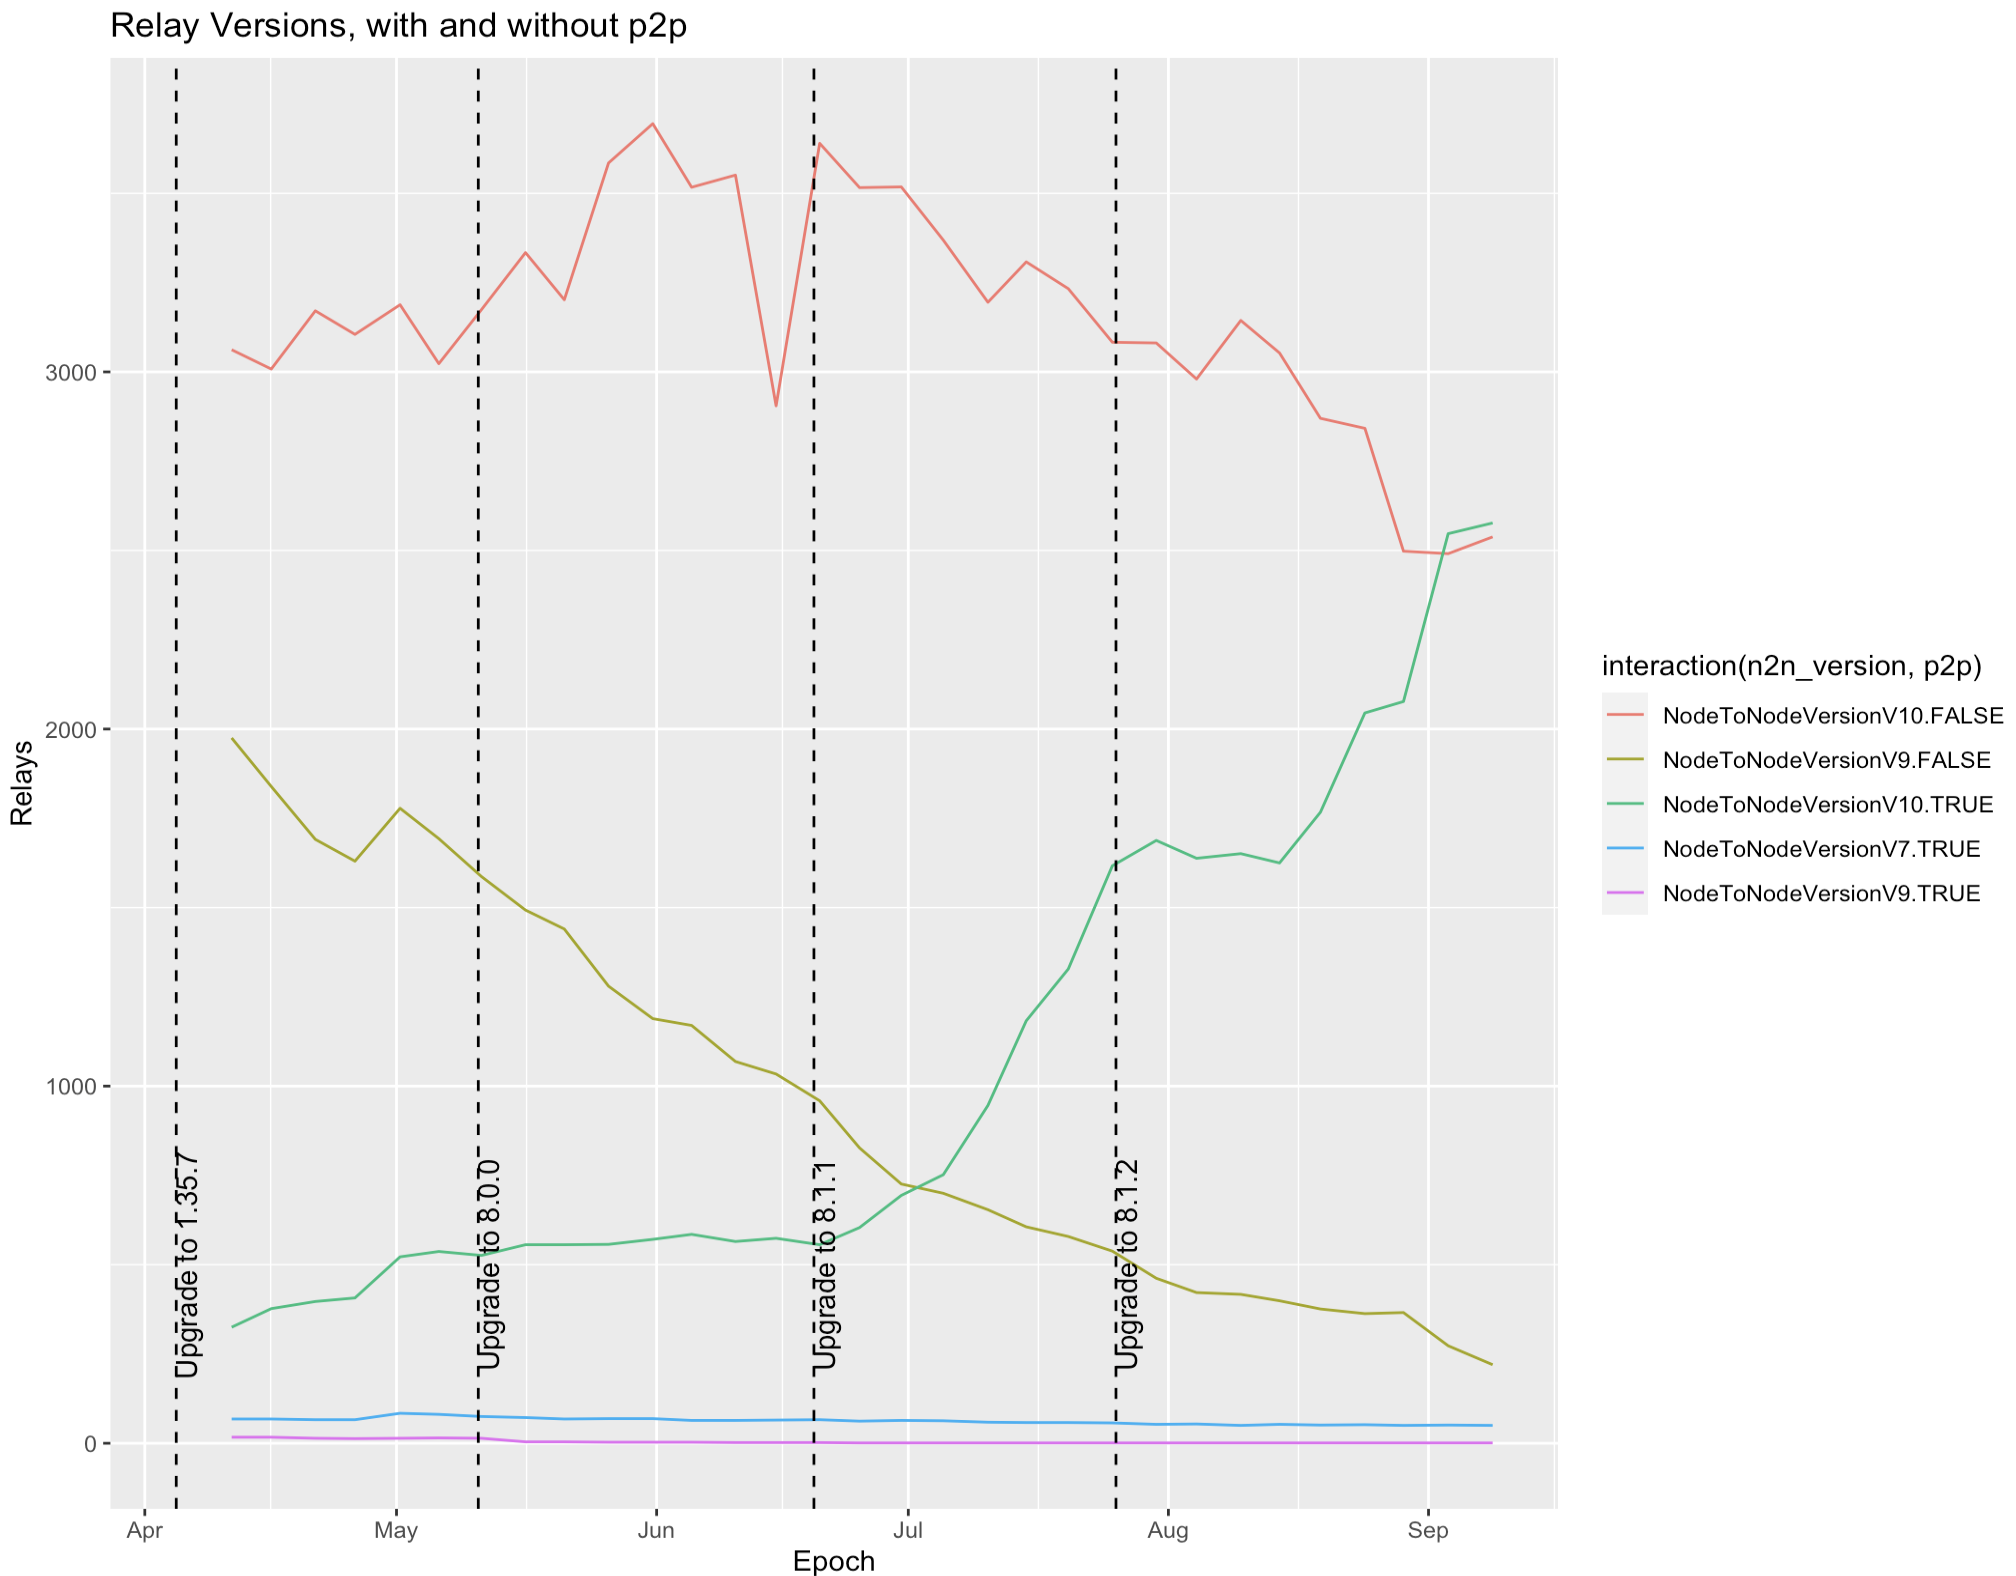 Relay Versions, with and without p2p
Relays
3000
2000
1000
0
Upgrade to 1.35.7
Upgrade to 8.0.0
Upgrade to 8.1.1
Upgrade to 8.1.2
Apr
May
Jun
Jul
Aug
Sep
Epoch
interaction(n2n_version, p2p)
NodeToNodeVersionV10.FALSE
NodeToNodeVersionV9.FALSE
NodeToNodeVersionV10.TRUE
NodeToNodeVersionV7.TRUE
NodeToNodeVersionV9.TRUE